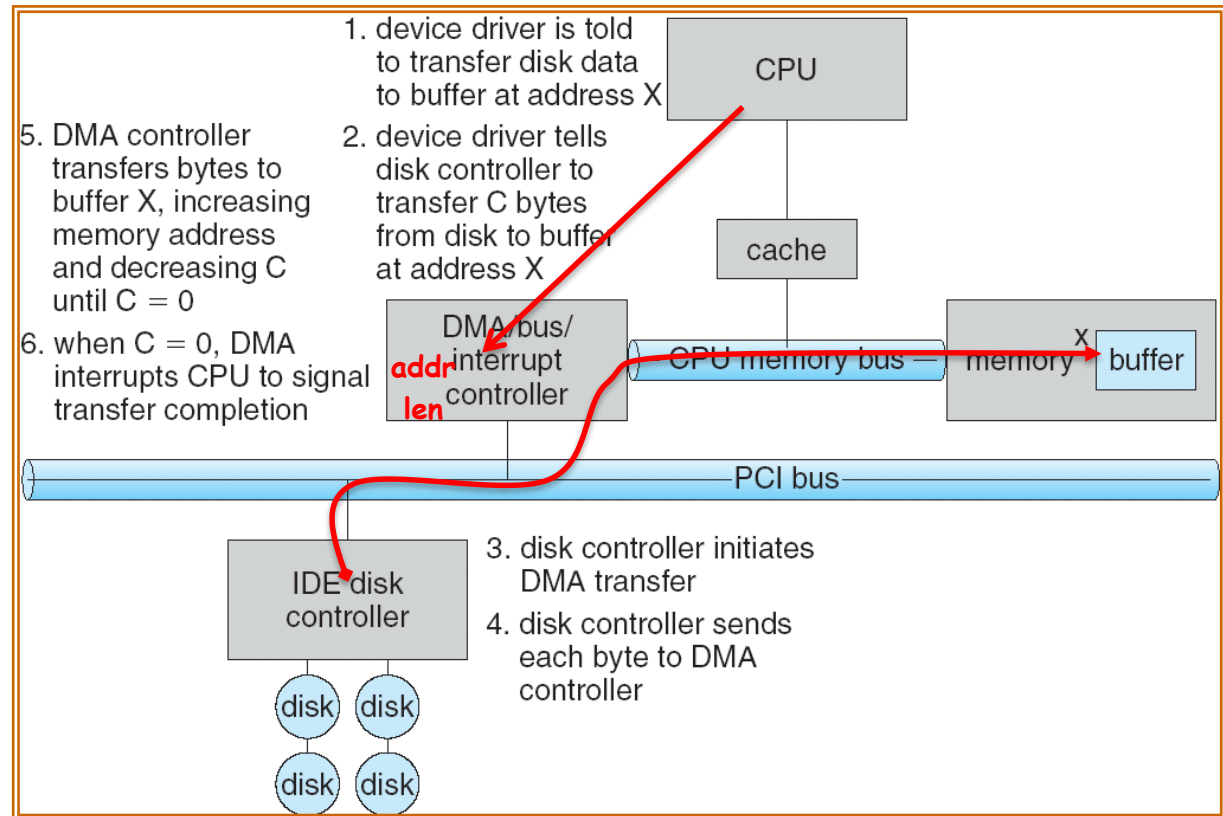 1. device driver is told
to transfer disk data
to buffer at address X
2. device driver tells
disk controller to
transfer C bytes
from disk to buffer
at address X
5. DMA controller
transfers bytes to
buffer X, increasing
memory address
and decreasing C
until C = 0
6. when C = 0, DMA
interrupts CPU to signal
transfer completion
CPU
cache
DMA/bus/
interrupt
controller
addr
len
CPU memory bus
memory
X
buffer
PCI bus
IDE disk
controller
3. disk controller initiates
DMA transfer
4. disk controller sends
each byte to DMA
controller
disk
disk
disk
disk